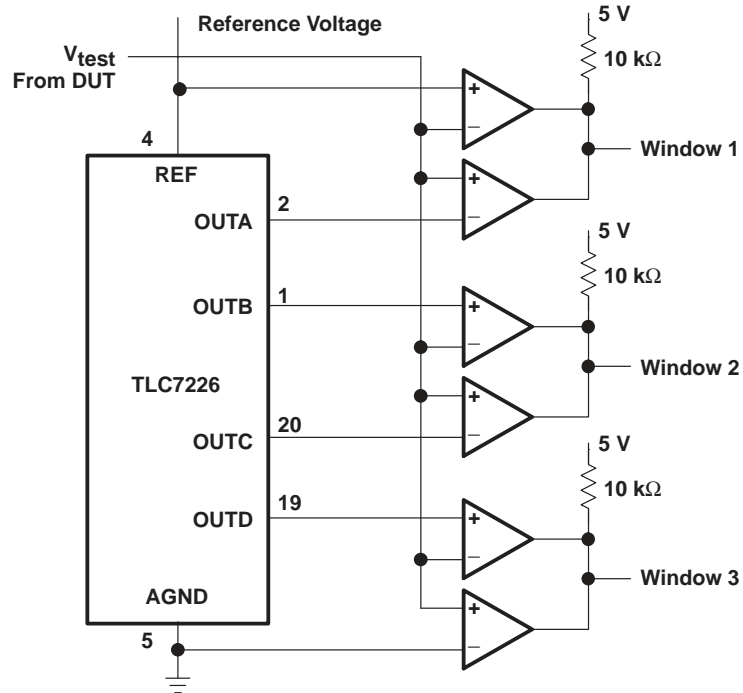 Reference Voltage
Vtest
From DUT
5 V
10 kΩ
+
–
Window 1
4
REF
+
–
2
OUTA
5 V
10 kΩ
1
OUTB
+
–
Window 2
TLC7226
+
–
20
OUTC
5 V
10 kΩ
19
OUTD
+
–
Window 3
AGND
+
–
5